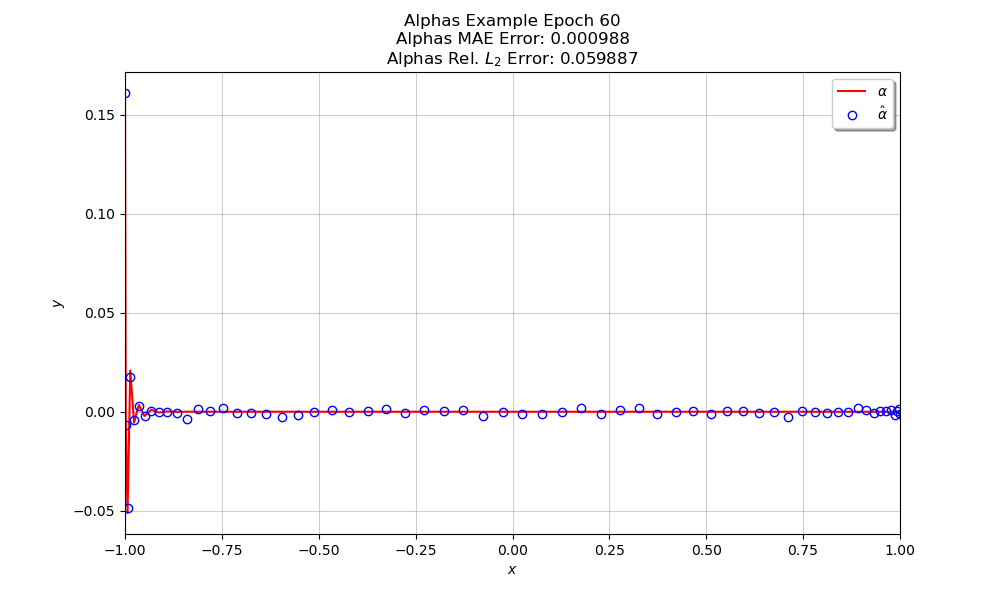 Alphas Example Epoch 60
Alphas MAE Error: 0.000988
Alphas Rel. L₂ Error: 0.059887
α
α̂
0.15
0.10
0.05
0.00
−0.05
y
−1.00 −0.75 −0.50 −0.25 0.00 0.25 0.50 0.75 1.00
x